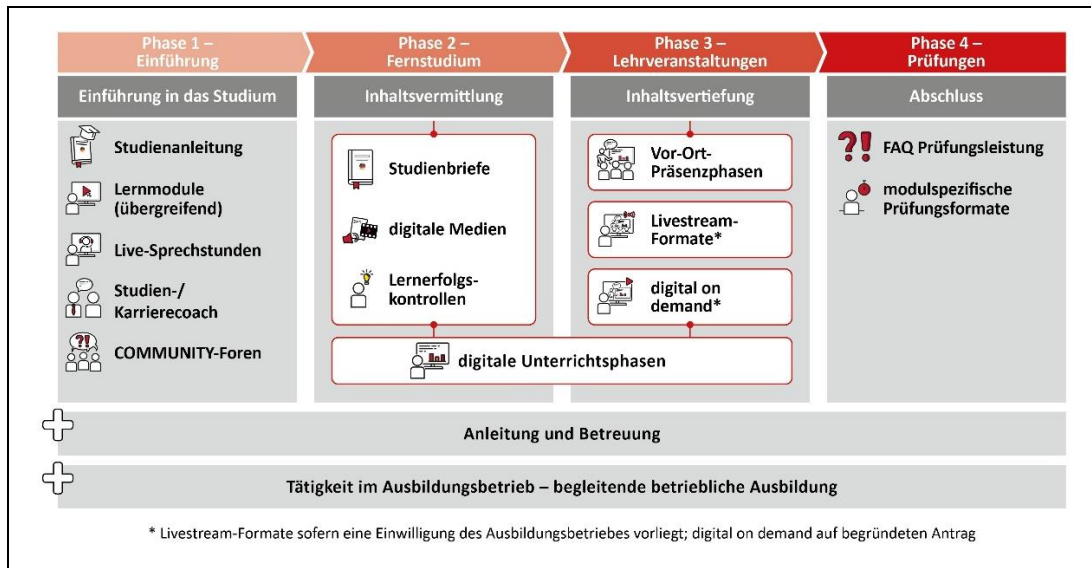 Phase 1 –
Einführung
Phase 2 –
Fernstudium
Phase 3 –
Lehrveranstaltungen
Phase 4 –
Prüfungen
Einführung in das Studium
Inhaltsvermittlung
Inhaltsvertiefung
Abschluss
Studienanleitung
Lernmodule
(übergreifend)
Live-Sprechstunden
Studien-/
Karrierecoach
?!
COMMUNITY-Foren
Studienbriefe
digitale Medien
Lernerfolgs-
kontrollen
Vor-Ort-
Präsenzphasen
Livestream-
Formate*
digital on
demand*
digitale Unterrichtsphasen
?!
FAQ Prüfungsleistung
modulspezifische
Prüfungsformate
Anleitung und Betreuung
Tätigkeit im Ausbildungsbetrieb – begleitende betriebliche Ausbildung
* Livestream-Formate sofern eine Einwilligung des Ausbildungsbetriebes vorliegt; digital on demand auf begründeten Antrag